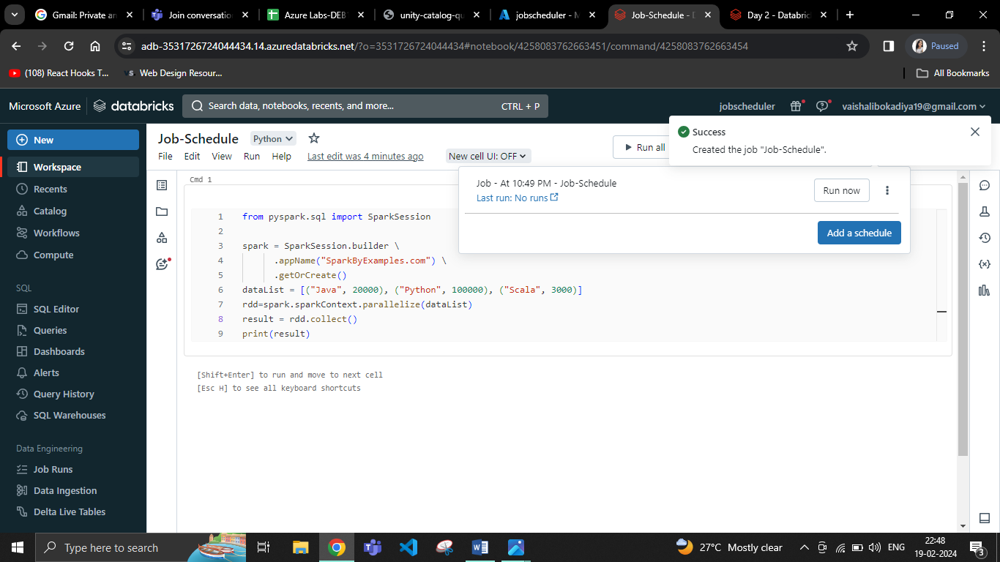 Gmail: Private an
Join conversation
Azure Labs-DEB
unity-catalog-qu
jobscheduler - M
Job-Schedule - D
Day 2 - Databric
adb-3531726724044434.14.azuredatabricks.net/?o=3531726724044434#notebook/4258083762663451/command/4258083762663454
Paused
(108) React Hooks T...
VS
Web Design Resour...
All Bookmarks
Microsoft Azure
databricks
Search data, notebooks, recents, and more...
CTRL + P
jobscheduler
vaishalibokadiya19@gmail.com
Success
Created the job "Job-Schedule".
New
Workspace
Recents
Catalog
Workflows
Compute
SQL
SQL Editor
Queries
Dashboards
Alerts
Query History
SQL Warehouses
Data Engineering
Job Runs
Data Ingestion
Delta Live Tables
Job-Schedule
Python
File Edit View Run Help
Last edit was 4 minutes ago
New cell UI: OFF
Run all
Job - At 10:49 PM - Job-Schedule
Last run: No runs
Run now
Add a schedule
Cmd 1
1 from pyspark.sql import SparkSession
2
3 spark = SparkSession.builder \
4 .appName("SparkByExamples.com") \
5 .getOrCreate()
6 dataList = [("Java", 20000), ("Python", 100000), ("Scala", 3000)]
7 rdd=spark.sparkContext.parallelize(dataList)
8 result = rdd.collect()
9 print(result)
[Shift+Enter] to run and move to next cell
[Esc H] to see all keyboard shortcuts
Type here to search
27°C Mostly clear
ENG
22:48
19-02-2024
3